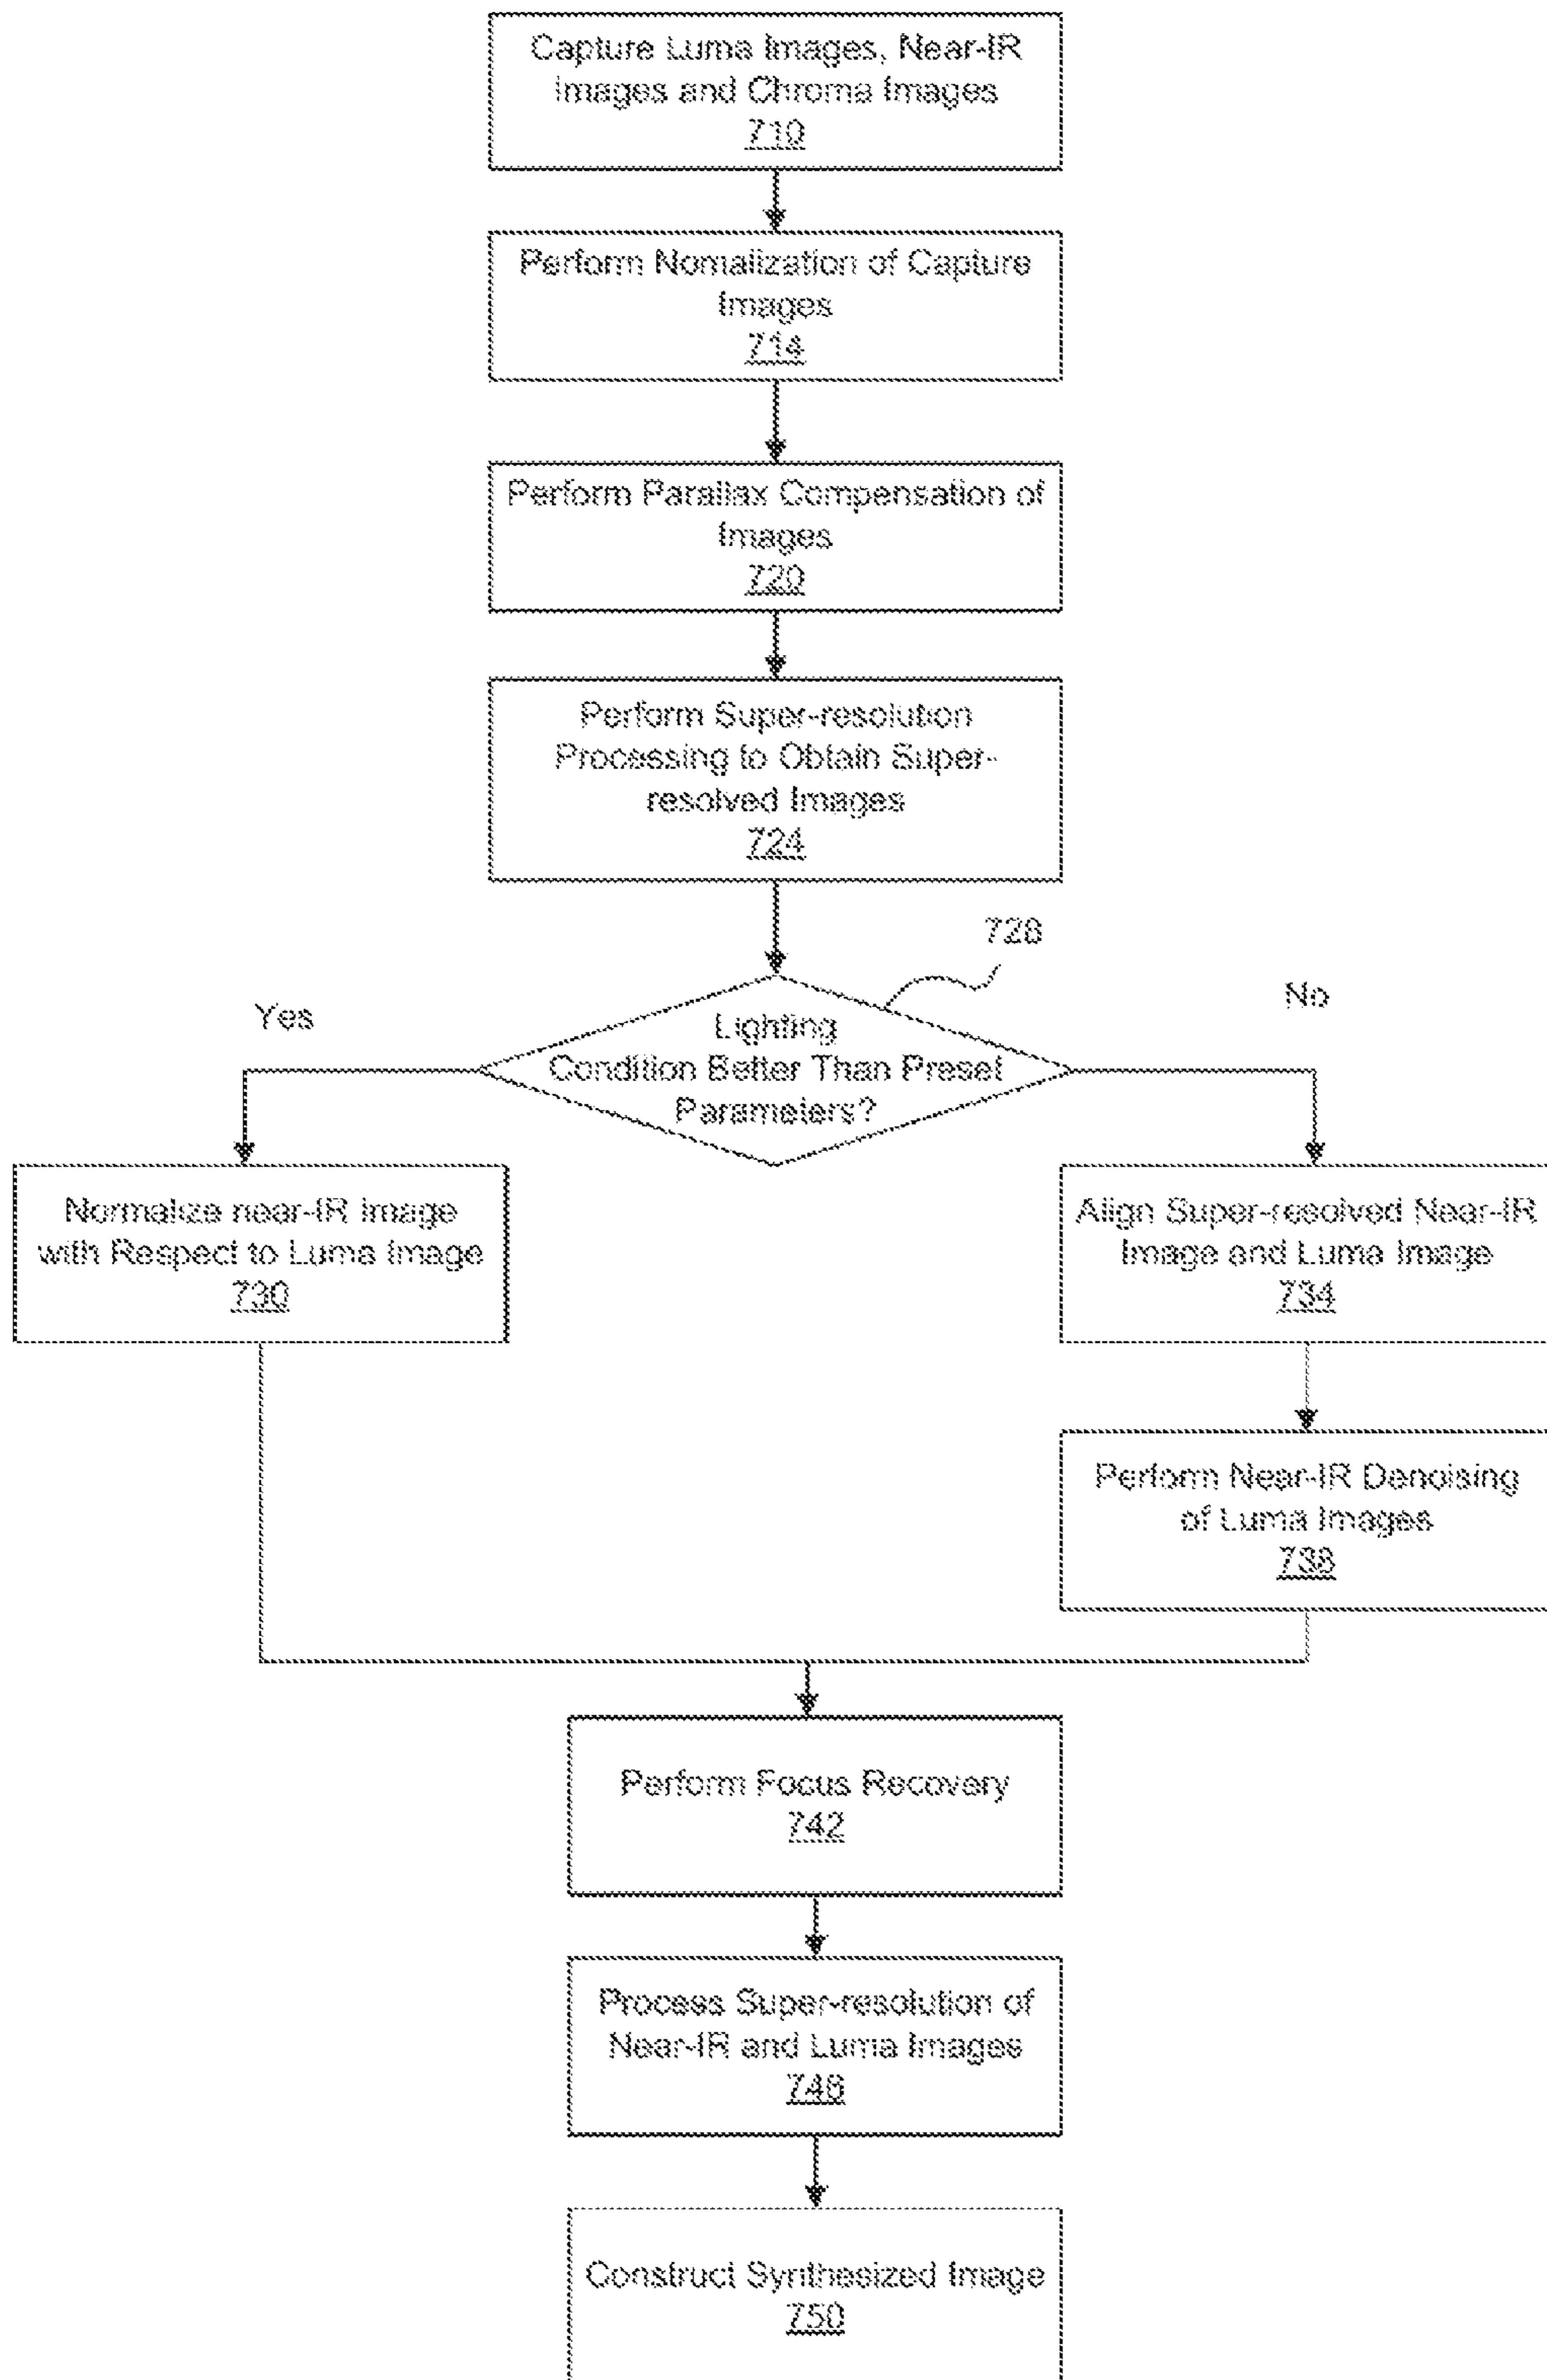 Capture Luma Images, Near-IR
Images and Chroma Images
710
Perform Nomalization of Capture
Images
714
Perform Parallax Compensation of
Images
720
Perform Super-resolution
Processing to Obtain Super-
resolved Images
724
728
Yes
No
Lighting
Condition Better Than Preset
Parameters?
Normalize near-IR image
with Respect to Luma Image
730
Align Super-resolved Near-IR
Image and Luma Image
734
Perform Near-IR Denoising
of Luma Images
738
Perform Focus Recovery
742
Process Super-resolution of
Near-IR and Luma Images
746
Construct Synthesized Image
750